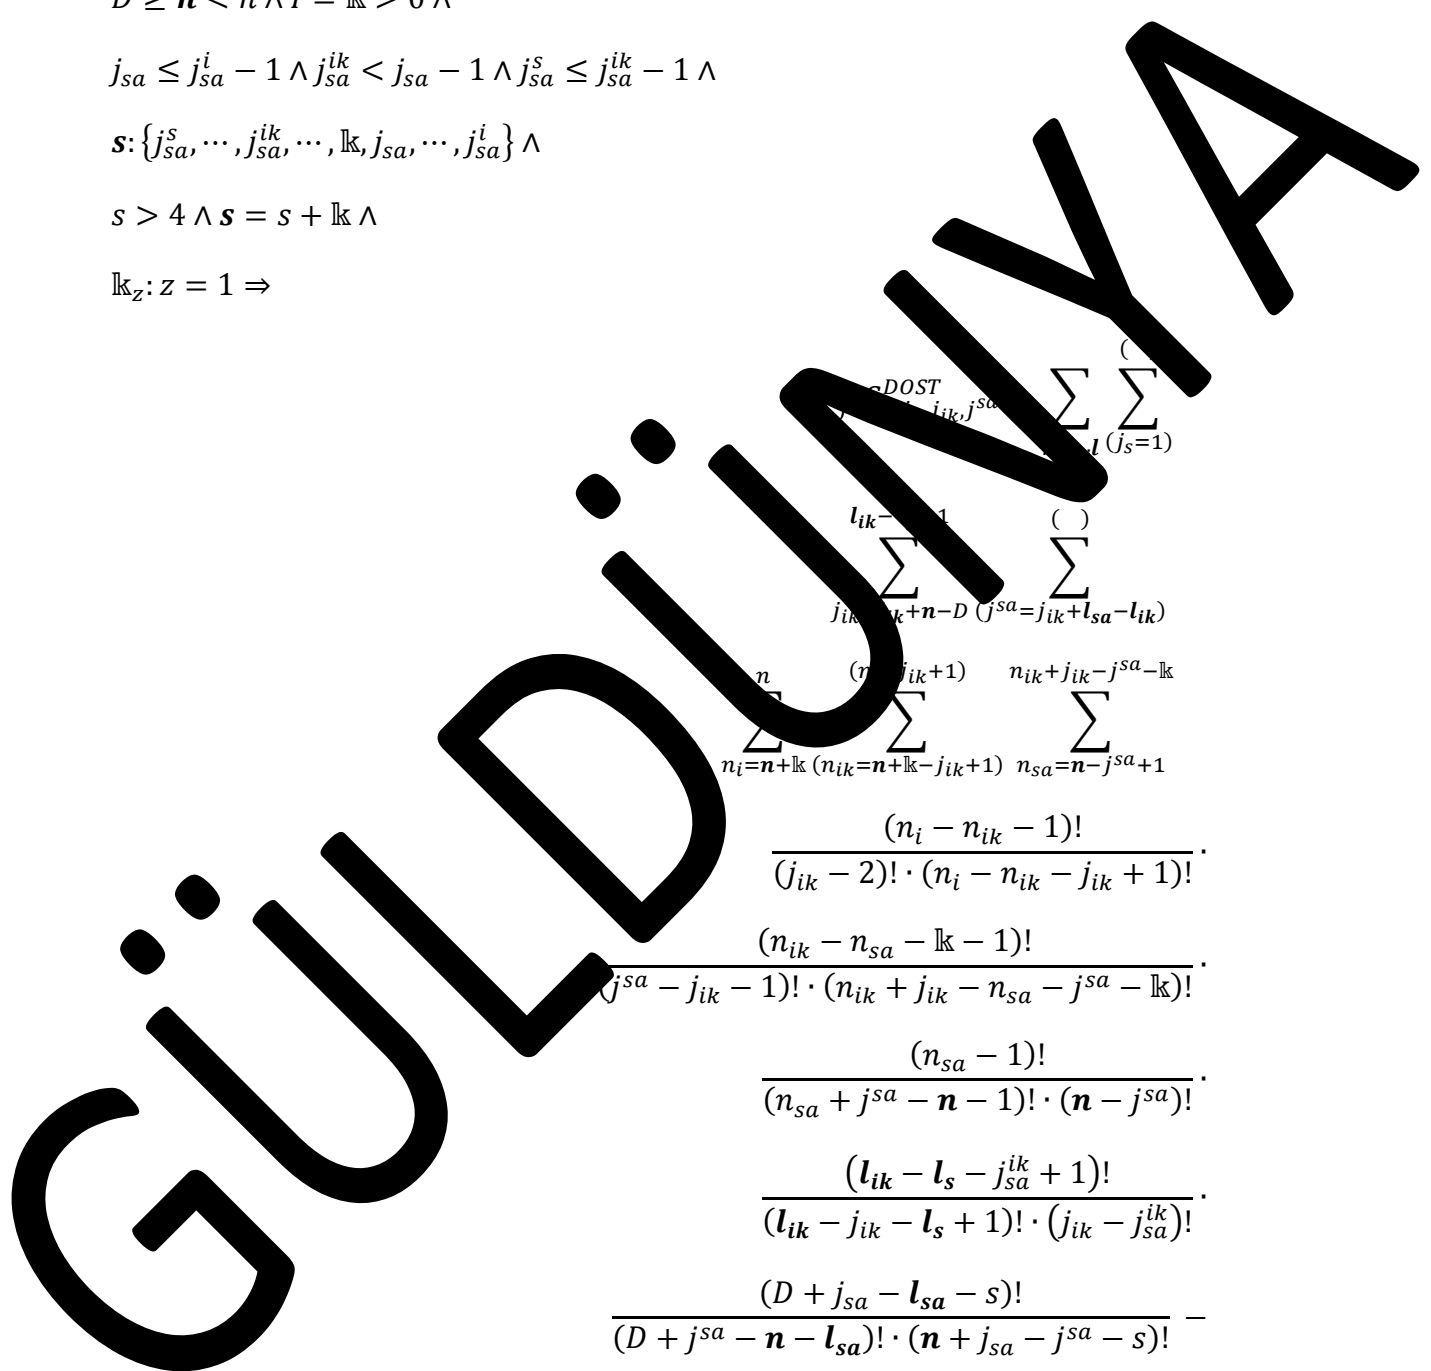 D ≥ 𝒏 < n ∧ I = 𝕜 > 0 ∧
j_{sa} ≤ j_{sa}^{i} − 1 ∧ j_{sa}^{ik} < j_{sa} − 1 ∧ j_{sa}^{s} ≤ j_{sa}^{ik} − 1 ∧
𝒔: {j_{sa}^{s}, ⋯ , j_{sa}^{ik}, ⋯ , 𝕜, j_{sa}, ⋯ , j_{sa}^{i}} ∧
s > 4 ∧ 𝒔 = s + 𝕜 ∧
𝕜_z: z = 1 ⇒
DOST j_{ik}, j^{sa} ∑ ∑_{(j_s=1)}
∑ ∑_{(j^{sa}=j_{ik}+𝒍_{sa}−𝒍_{ik})}^{( )}
∑_{n_i=𝒏+𝕜}^{n} ∑_{(n_{ik}=𝒏+𝕜−j_{ik}+1)} ∑_{n_{sa}=𝒏−j^{sa}+1}^{n_{ik}+j_{ik}−j^{sa}−𝕜}
(n_i − n_{ik} − 1)!
(j_{ik} − 2)! · (n_i − n_{ik} − j_{ik} + 1)! ·
(n_{ik} − n_{sa} − 𝕜 − 1)!
(j^{sa} − j_{ik} − 1)! · (n_{ik} + j_{ik} − n_{sa} − j^{sa} − 𝕜)! ·
(n_{sa} − 1)!
(n_{sa} + j^{sa} − 𝒏 − 1)! · (𝒏 − j^{sa})! ·
(𝒍_{ik} − 𝒍_s − j_{sa}^{ik} + 1)!
(𝒍_{ik} − j_{ik} − 𝒍_s + 1)! · (j_{ik} − j_{sa}^{ik})! ·
(D + j_{sa} − 𝒍_{sa} − s)!
(D + j^{sa} − 𝒏 − 𝒍_{sa})! · (𝒏 + j_{sa} − j^{sa} − s)! −
GÜLDÜNYA